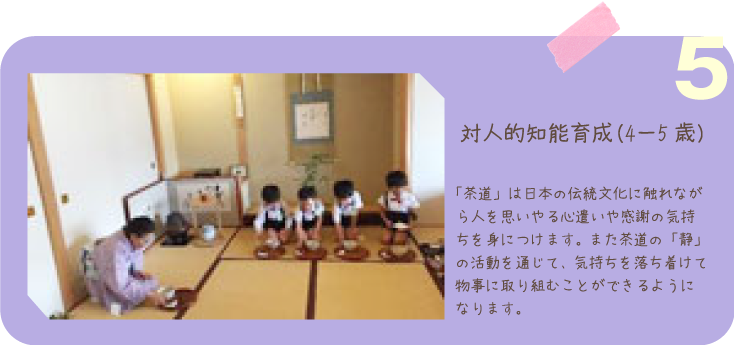 5
対人的知能育成(4ー5 歳)
「茶道」は日本の伝統文化に触れなが
ら人を思いやる心遣いや感謝の気持
ちを身につけます。また茶道の「静」
の活動を通じて、気持ちを落ち着けて
物事に取り組むことができるように
なります。